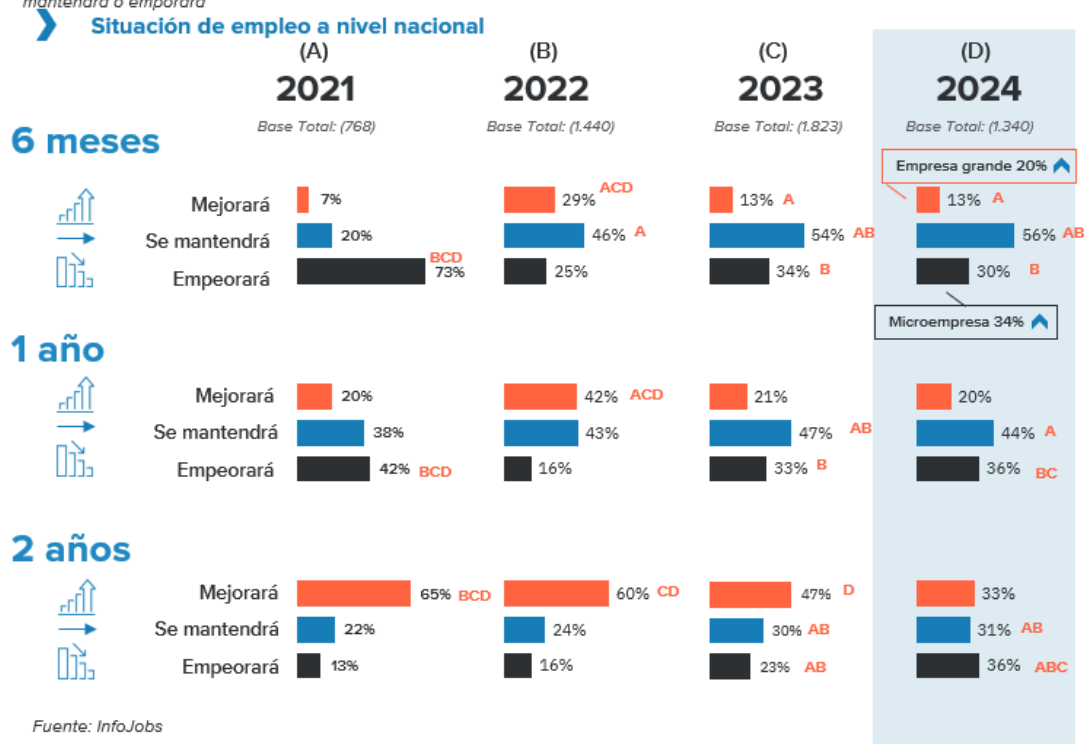 mantendrá o emporará
Situación de empleo a nivel nacional
(A) (B) (C) (D)
2021 2022 2023 2024
Base Total: (768) Base Total: (1.440) Base Total: (1.823) Base Total: (1.340)
6 meses
Empresa grande 20%
Mejorará 7% 29% ACD 13% A 13% A
Se mantendrá 20% 46% A 54% AB 56% AB
Empeorará 73% BCD 25% 34% B 30% B
Microempresa 34%
1 año
Mejorará 20% 42% ACD 21% 20%
Se mantendrá 38% 43% 47% AB 44% A
Empeorará 42% BCD 16% 33% B 36% BC
2 años
Mejorará 65% BCD 60% CD 47% D 33%
Se mantendrá 22% 24% 30% AB 31% AB
Empeorará 13% 16% 23% AB 36% ABC
Fuente: InfoJobs